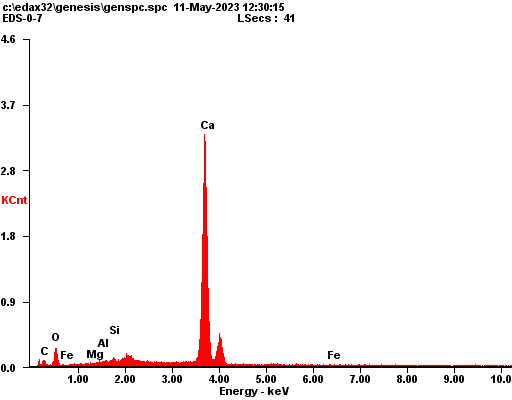 c:\edax32\genesis\genspc.spc 11-May-2023 12:30:15
EDS-0-7 LSecs : 41
4.6
3.7
Ca
2.8
KCnt
1.8
0.9
O
Si
Al
C Fe Mg Fe
0.0
1.00 2.00 3.00 4.00 5.00 6.00 7.00 8.00 9.00 10.0
Energy - keV